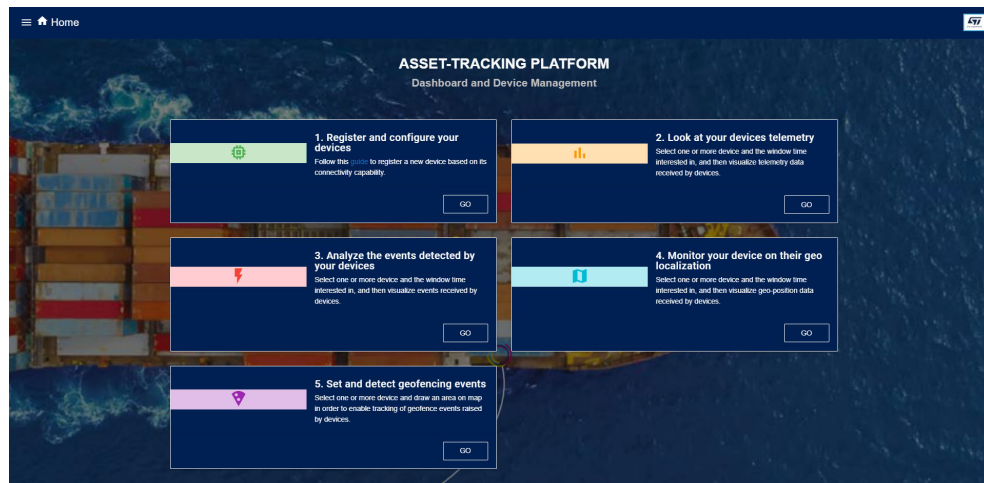 Home
ASSET-TRACKING PLATFORM
Dashboard and Device Management
1. Register and configure your
devices
Follow this guide to register a new device based on its
connectivity capability.
GO
2. Look at your devices telemetry
Select one or more device and the window time
interested in, and then visualize telemetry data
received by devices.
GO
3. Analyze the events detected by
your devices
Select one or more device and the window time
interested in, and then visualize events received by
devices.
GO
4. Monitor your device on their geo
localization
Select one or more device and the window time
interested in, and then visualize geo-position data
received by devices.
GO
5. Set and detect geofencing events
Select one or more device and draw an area on map
in order to enable tracking of geofence events raised
by devices.
GO